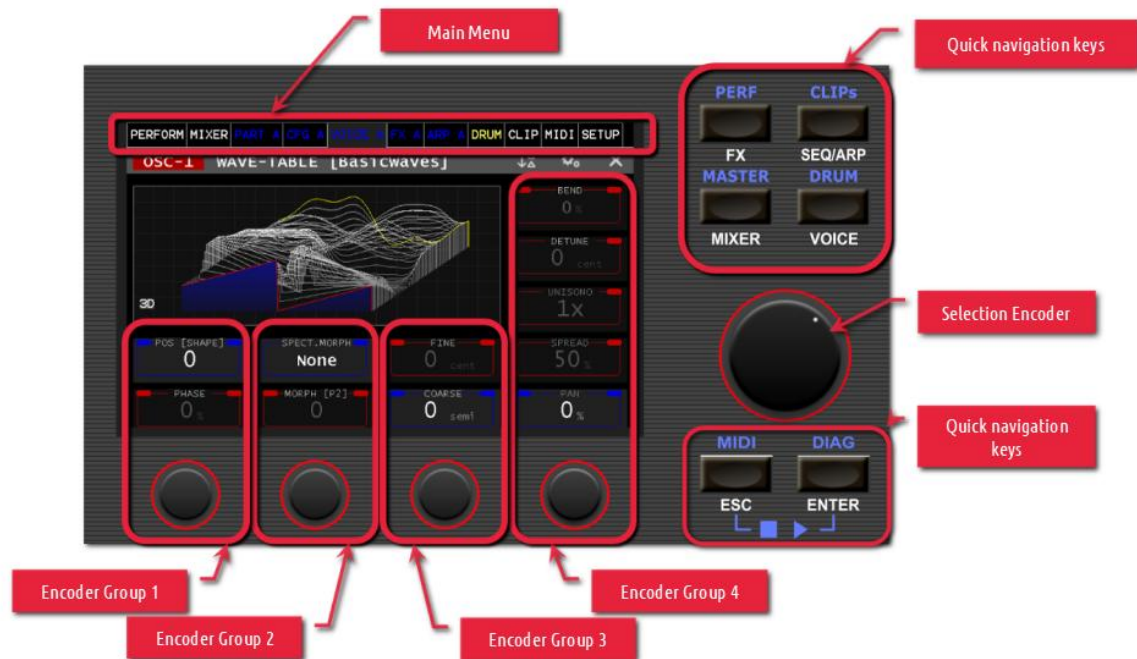 Main Menu
Quick navigation keys
PERFORM MIXER PART A CFG A VOICE A FX A ARP A DRUM CLIP MIDI SETUP
OSC-1 WAVE-TABLE [BasicWaves]
3D
BEND
0 %
DETUNE
0 cent
UNISONO
1x
SPREAD
50 %
PAN
0 %
POS [SHAPE]
0
PHASE
0 %
SPECT.MORPH
None
MORPH [P2]
0
FINE
0 cent
COARSE
0 semi
PERF CLIPs
FX SEQ/ARP
MASTER DRUM
MIXER VOICE
Selection Encoder
Quick navigation
keys
MIDI DIAG
ESC ENTER
Encoder Group 1
Encoder Group 2
Encoder Group 3
Encoder Group 4